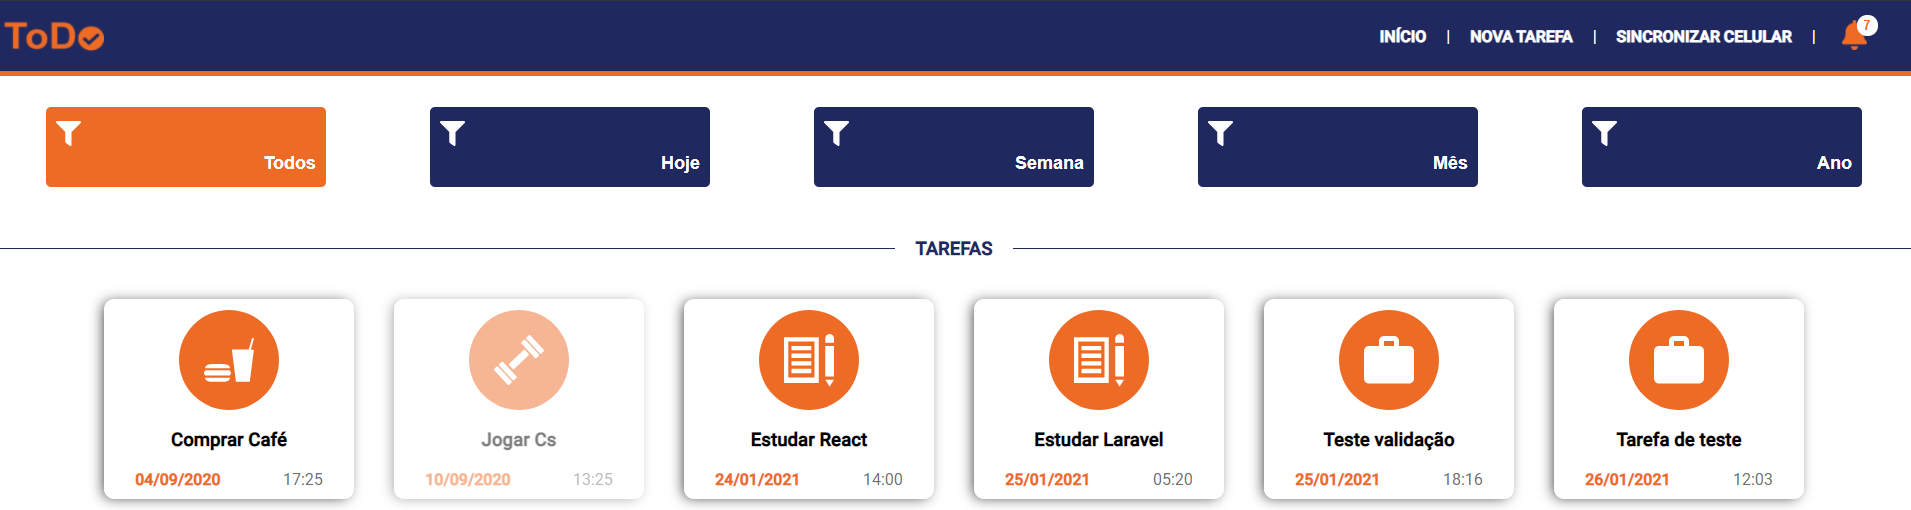 ToDo
INÍCIO | NOVA TAREFA | SINCRONIZAR CELULAR | 7
Todos
Hoje
Semana
Mês
Ano
TAREFAS
Comprar Café
04/09/2020 17:25
Jogar Cs
10/09/2020 13:25
Estudar React
24/01/2021 14:00
Estudar Laravel
25/01/2021 05:20
Teste validação
25/01/2021 18:16
Tarefa de teste
26/01/2021 12:03